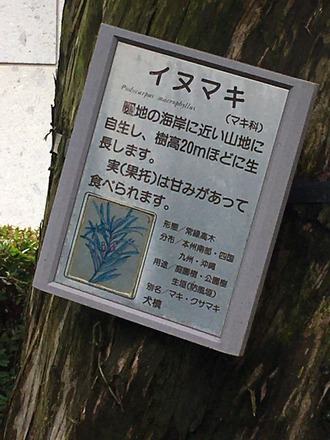 イヌマキ
Podocarpus macrophyllus
(マキ科)
暖地の海岸に近い山地に
自生し、樹高20mほどに生
長します。
実(果托)は甘みがあって
食べられます。
形態/常緑高木
分布/本州南部・四国
九州・沖縄
用途/庭園樹・公園樹
生垣(防風垣)
別名/マキ・クサマキ
犬槙